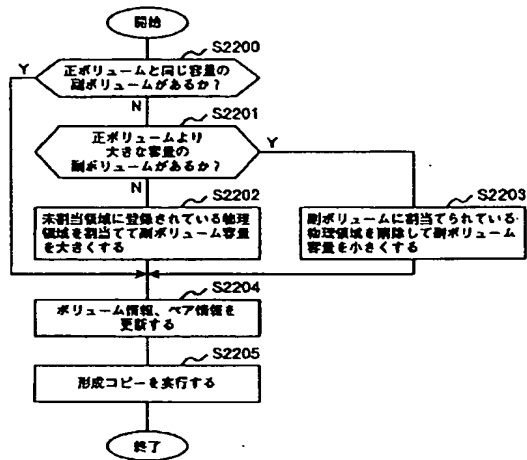 開始
S2200
正ボリュームと同じ容量の
副ボリュームがあるか?
Y
N
S2201
正ボリュームより
大きな容量の
副ボリュームがあるか?
Y
N
S2202
未割当領域に登録されている物理
領域を割当てて副ボリューム容量
を大きくする
S2203
副ボリュームに割当てられている
物理領域を削除して副ボリューム
容量を小さくする
S2204
ボリューム情報、ペア情報を
更新する
S2205
形成コピーを実行する
終了